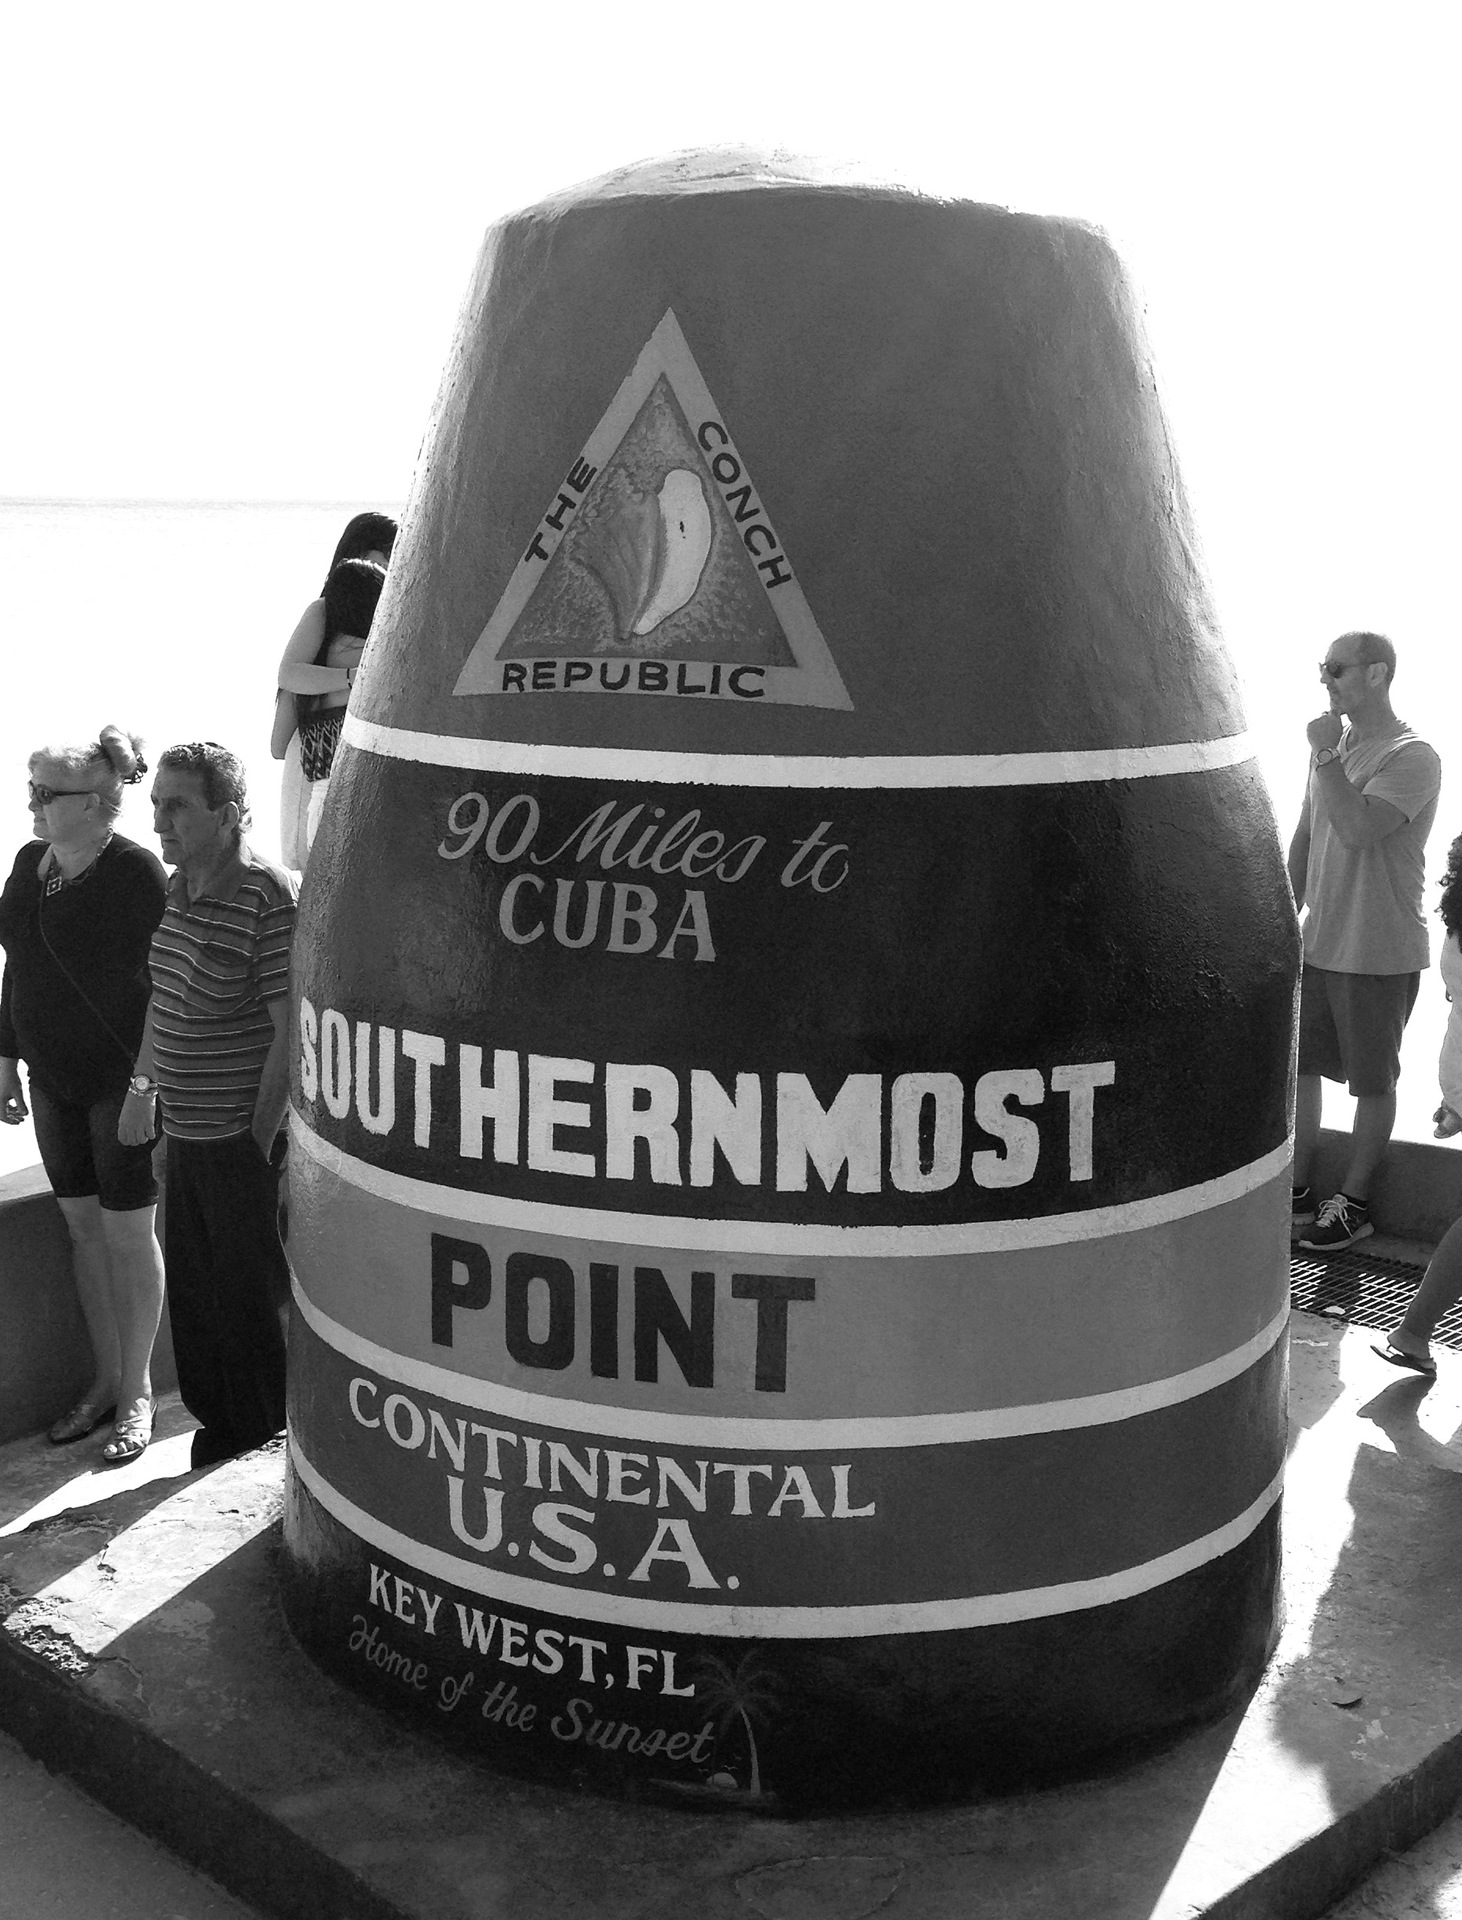 THE CONCH
REPUBLIC
90 Miles to
CUBA
SOUTHERNMOST
POINT
CONTINENTAL
U.S.A.
KEY WEST, FL
Home of the Sunset